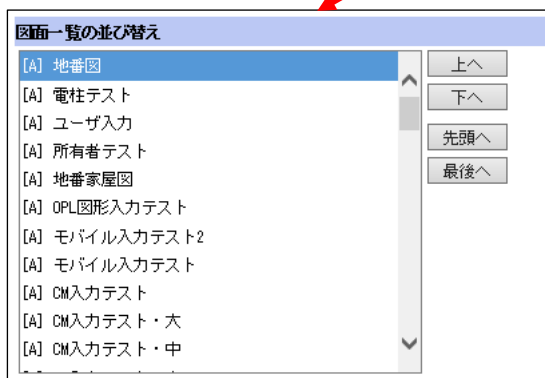 図面一覧の並び替え
[A] 地番図
[A] 電柱テスト
[A] ユーザ入力
[A] 所有者テスト
[A] 地番家屋図
[A] OPL図形入力テスト
[A] モバイル入力テスト2
[A] モバイル入力テスト
[A] CM入力テスト
[A] CM入力テスト・大
[A] CM入力テスト・中
上へ
下へ
先頭へ
最後へ